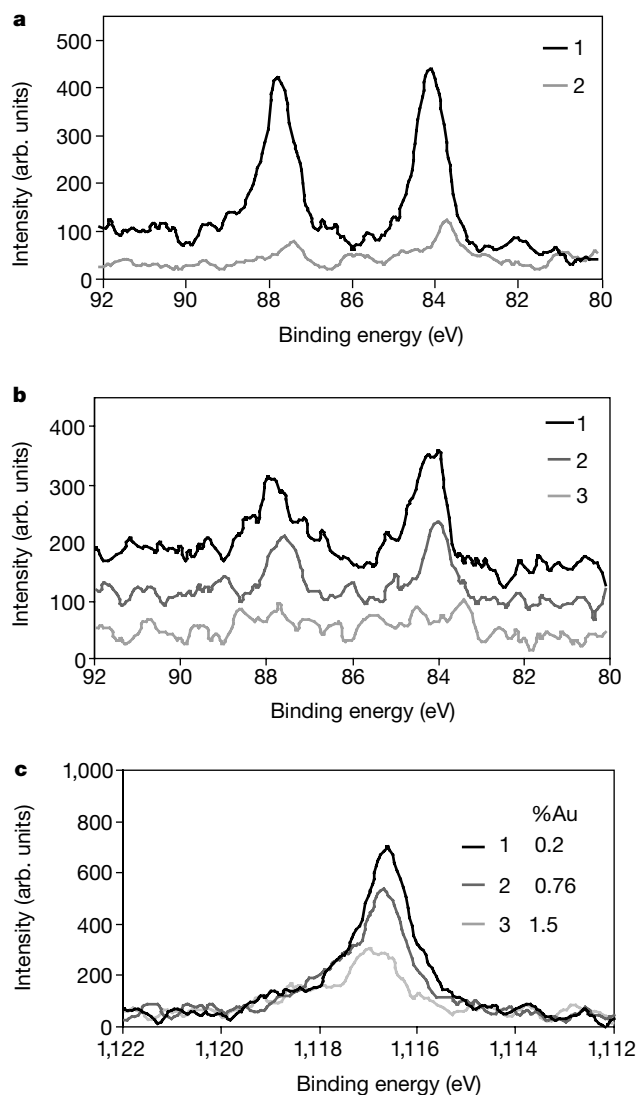 a
500
400
300
200
100
0
Intensity (arb. units)
1
2
92 90 88 86 84 82 80
Binding energy (eV)
b
400
300
200
100
0
Intensity (arb. units)
1
2
3
92 90 88 86 84 82 80
Binding energy (eV)
c
1,000
800
600
400
200
0
Intensity (arb. units)
%Au
1 0.2
2 0.76
3 1.5
1,122 1,120 1,118 1,116 1,114 1,112
Binding energy (eV)